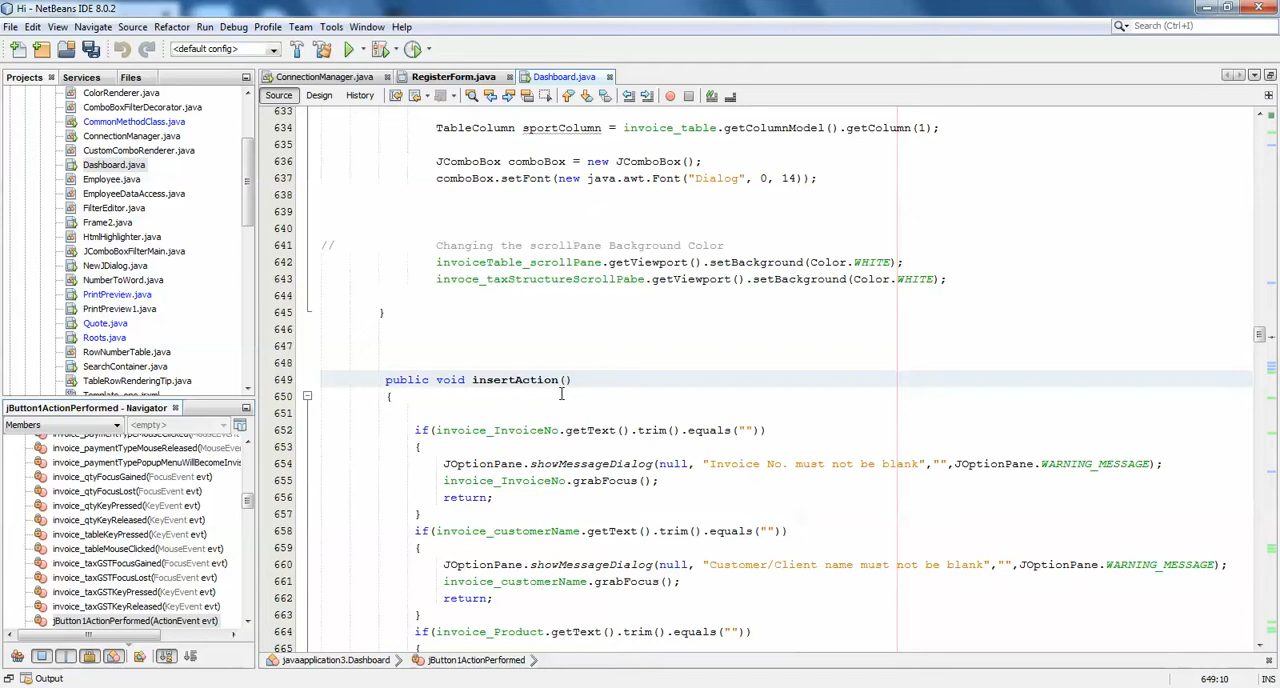 Hi - NetBeans IDE 8.0.2
File Edit View Navigate Source Refactor Run Debug Profile Team Tools Window Help
Search (Ctrl+I)
<default config>
Projects Services Files
ConnectionManager.java RegisterForm.java Dashboard.java
Source Design History
ColorRenderer.java
ComboBoxFilterDecorator.java
CommonMethodClass.java
ConnectionManager.java
CustomComboRenderer.java
Dashboard.java
Employee.java
EmployeeDataAccess.java
FilterEditor.java
Frame2.java
HtmlHighlighter.java
JComboBoxFilterMain.java
NewJDialog.java
NumberToWord.java
PrintPreview.java
PrintPreview1.java
Quote.java
Roots.java
RowNumberTable.java
SearchContainer.java
TableRowRenderingTip.java
jButton1ActionPerformed - Navigator
Members <empty>
invoice_paymentTypeMouseReleased(MouseEve
invoice_paymentTypePopupMenuWillBecomeInvis
invoice_qtyFocusGained(FocusEvent evt)
invoice_qtyFocusLost(FocusEvent evt)
invoice_qtyKeyPressed(KeyEvent evt)
invoice_qtyKeyReleased(KeyEvent evt)
invoice_tableKeyPressed(KeyEvent evt)
invoice_tableMouseClicked(MouseEvent evt)
invoice_taxGSTFocusGained(FocusEvent evt)
invoice_taxGSTFocusLost(FocusEvent evt)
invoice_taxGSTKeyPressed(KeyEvent evt)
invoice_taxGSTKeyReleased(KeyEvent evt)
jButton1ActionPerformed(ActionEvent evt)
633
634 TableColumn sportColumn = invoice_table.getColumnModel().getColumn(1);
635
636 JComboBox comboBox = new JComboBox();
637 comboBox.setFont(new java.awt.Font("Dialog", 0, 14));
638
639
640
641 // Changing the scrollPane Background Color
642 invoiceTable_scrollPane.getViewport().setBackground(Color.WHITE);
643 invoce_taxStructureScrollPabe.getViewport().setBackground(Color.WHITE);
644
645 }
646
647
648
649 public void insertAction()
650 {
651
652 if(invoice_InvoiceNo.getText().trim().equals(""))
653 {
654 JOptionPane.showMessageDialog(null, "Invoice No. must not be blank","",JOptionPane.WARNING_MESSAGE);
655 invoice_InvoiceNo.grabFocus();
656 return;
657 }
658 if(invoice_customerName.getText().trim().equals(""))
659 {
660 JOptionPane.showMessageDialog(null, "Customer/Client name must not be blank","",JOptionPane.WARNING_MESSAGE);
661 invoice_customerName.grabFocus();
662 return;
663 }
664 if(invoice_Product.getText().trim().equals(""))
665 {
javaapplication3.Dashboard jButton1ActionPerformed
Output
649:10 INS